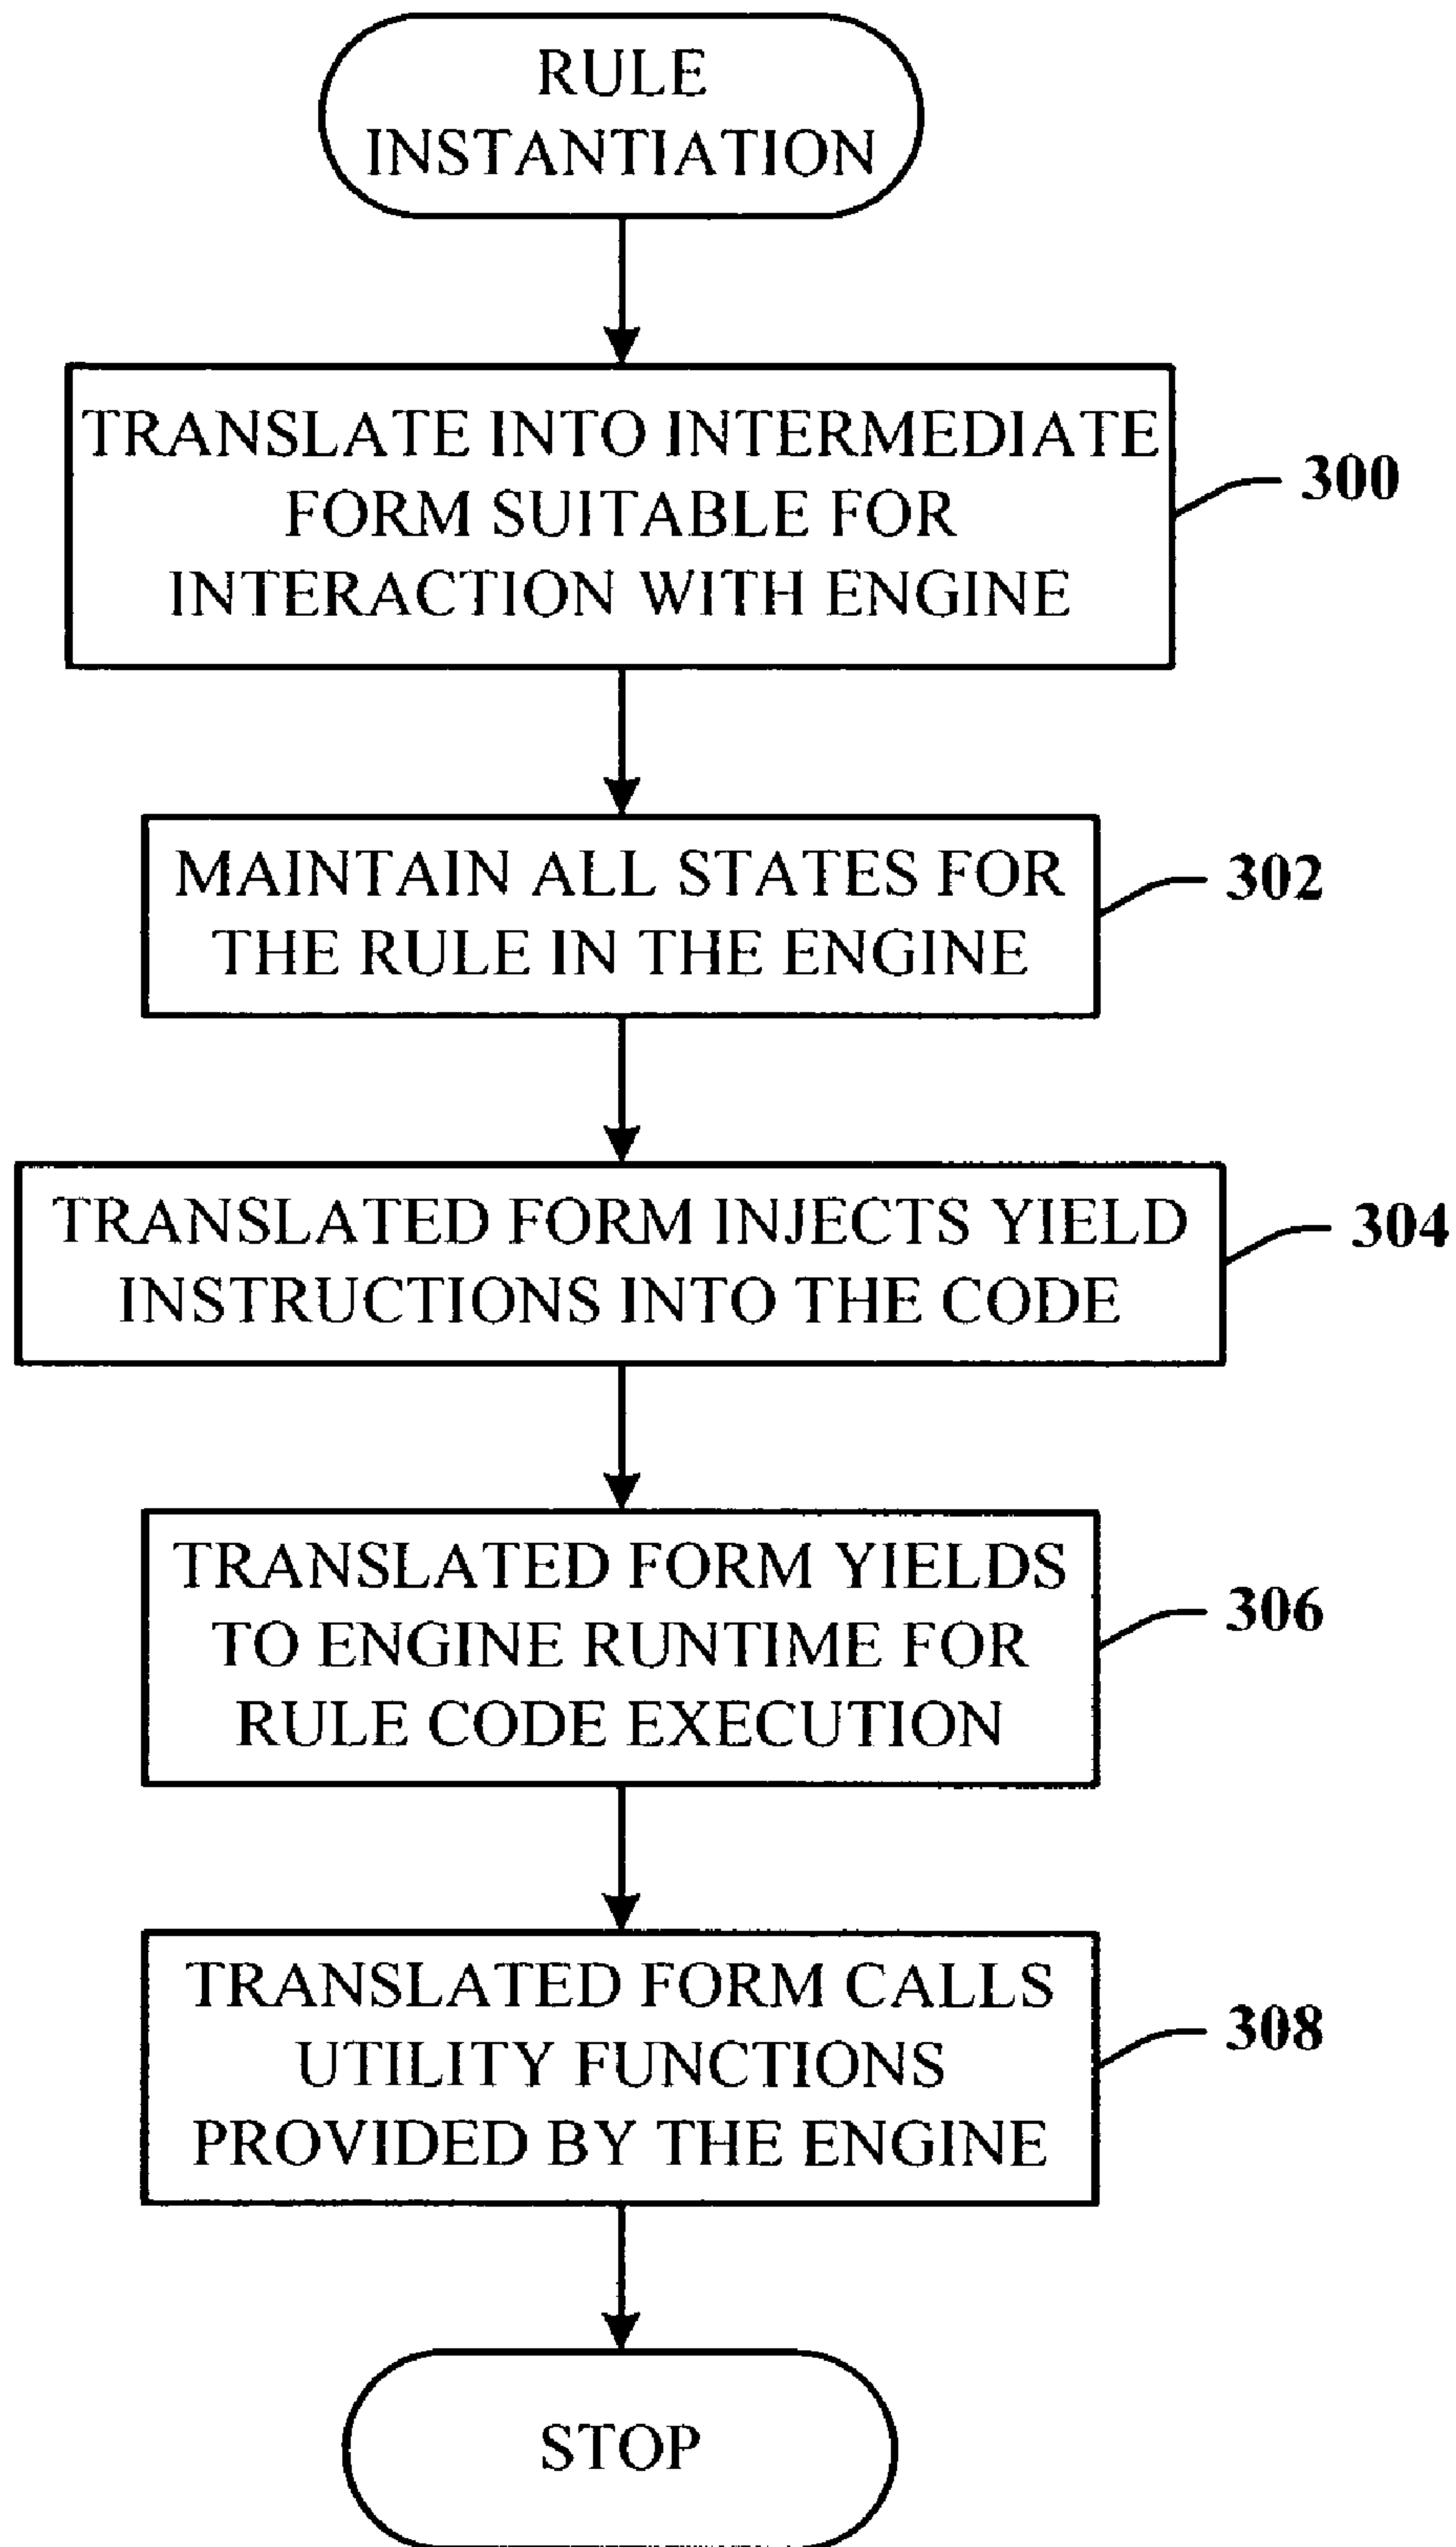 RULE
INSTANTIATION
TRANSLATE INTO INTERMEDIATE
FORM SUITABLE FOR
INTERACTION WITH ENGINE
300
MAINTAIN ALL STATES FOR
THE RULE IN THE ENGINE
302
TRANSLATED FORM INJECTS YIELD
INSTRUCTIONS INTO THE CODE
304
TRANSLATED FORM YIELDS
TO ENGINE RUNTIME FOR
RULE CODE EXECUTION
306
TRANSLATED FORM CALLS
UTILITY FUNCTIONS
PROVIDED BY THE ENGINE
308
STOP